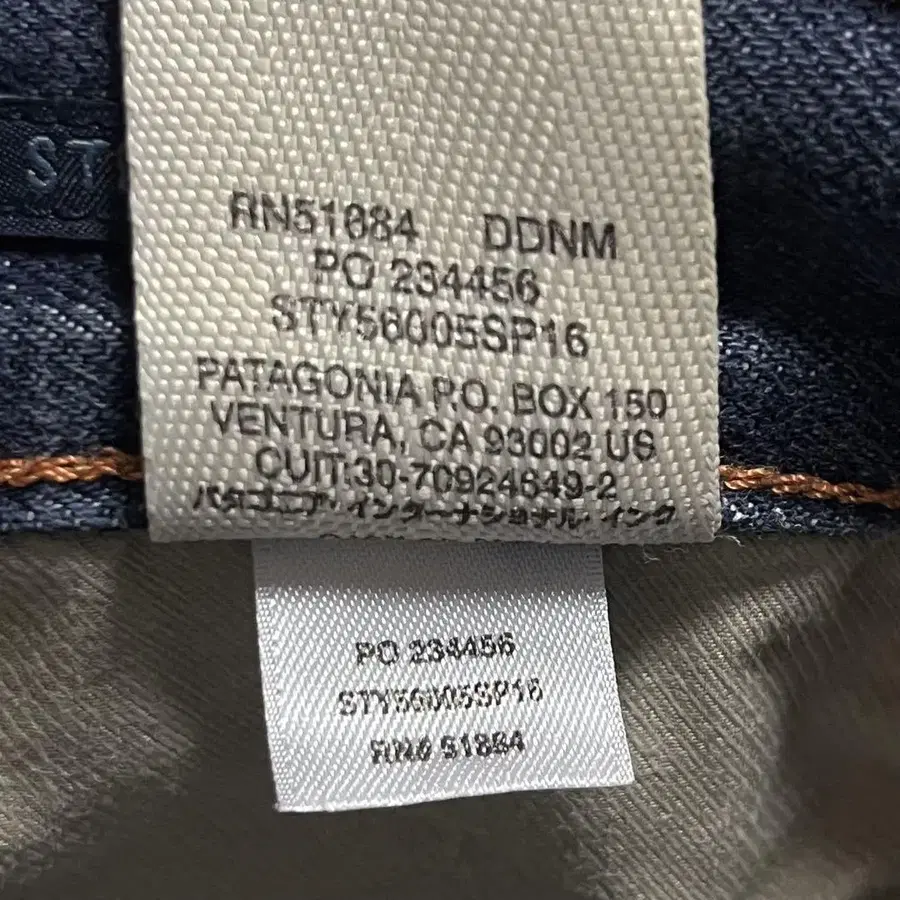 ST
RN51884 DDNM
PO 234456
STY56005SP16
PATAGONIA P.O. BOX 150
VENTURA, CA 93002 US
CUIT:30-70924649-2
パタゴニア・インターナショナル・インク
PO 234456
STY56005SP16
RN# 51884